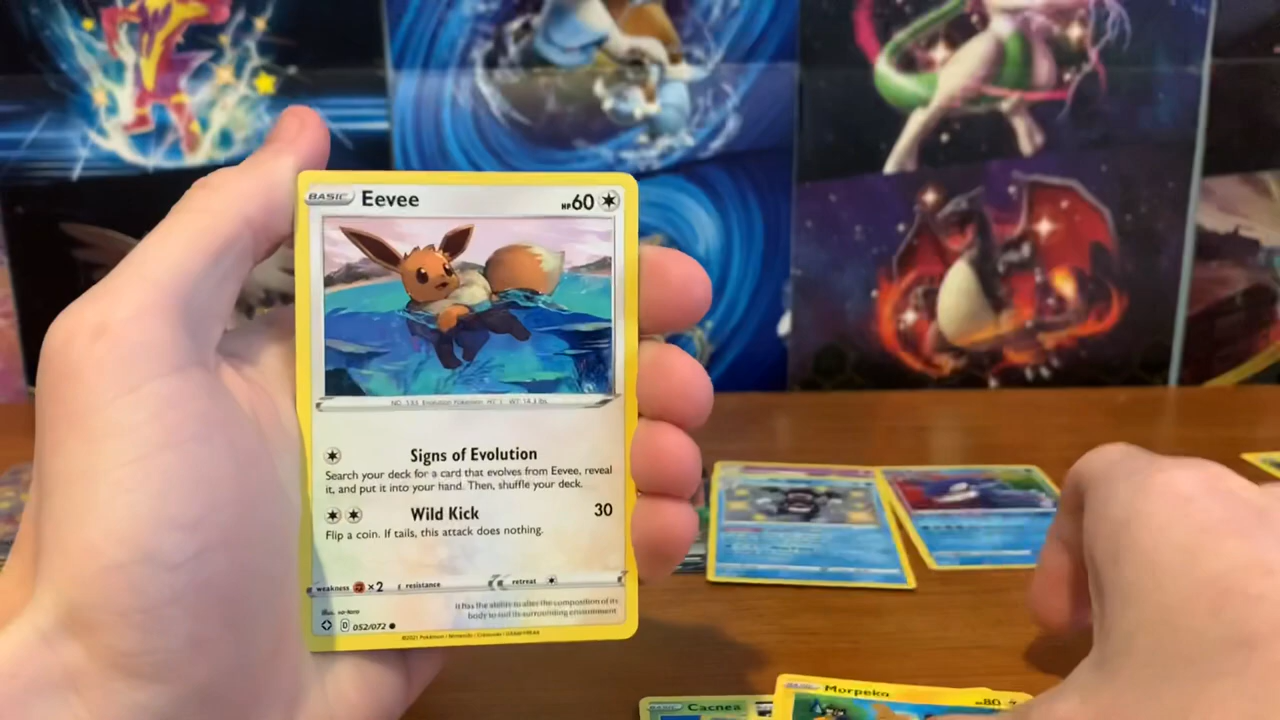 BASIC Eevee HP 60
NO. 133 Evolution Pokémon HT: 1' WT: 14.3 lbs.
Signs of Evolution
Search your deck for a card that evolves from Eevee, reveal
it, and put it into your hand. Then, shuffle your deck.
Wild Kick 30
Flip a coin. If tails, this attack does nothing.
weakness ×2 resistance retreat
It has the ability to alter the composition of its
body to suit its surrounding environment.
Illus.
D 052/072
©2021 Pokémon / Nintendo / Creatures / GAME FREAK
BASIC Cacnea
BASIC Morpeko 80